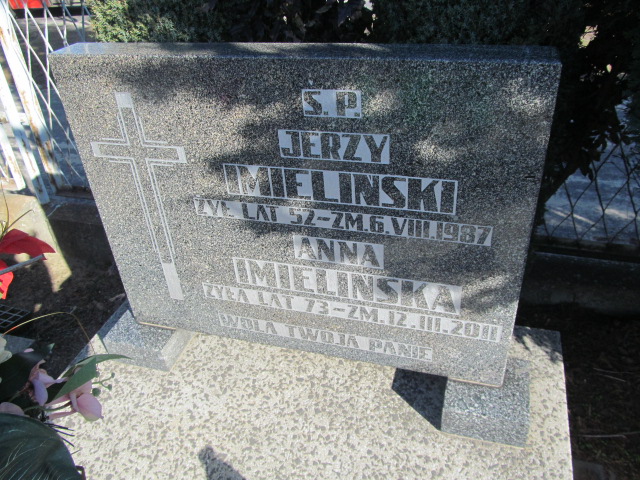 Ś. P.
JERZY
IMIELINSKI
ŻYŁ LAT 52-ZM.6.VIII.1987
ANNA
IMIELINSKA
ŻYŁA LAT 73-ZM.12.III.2011
WOLA TWOJA PANIE